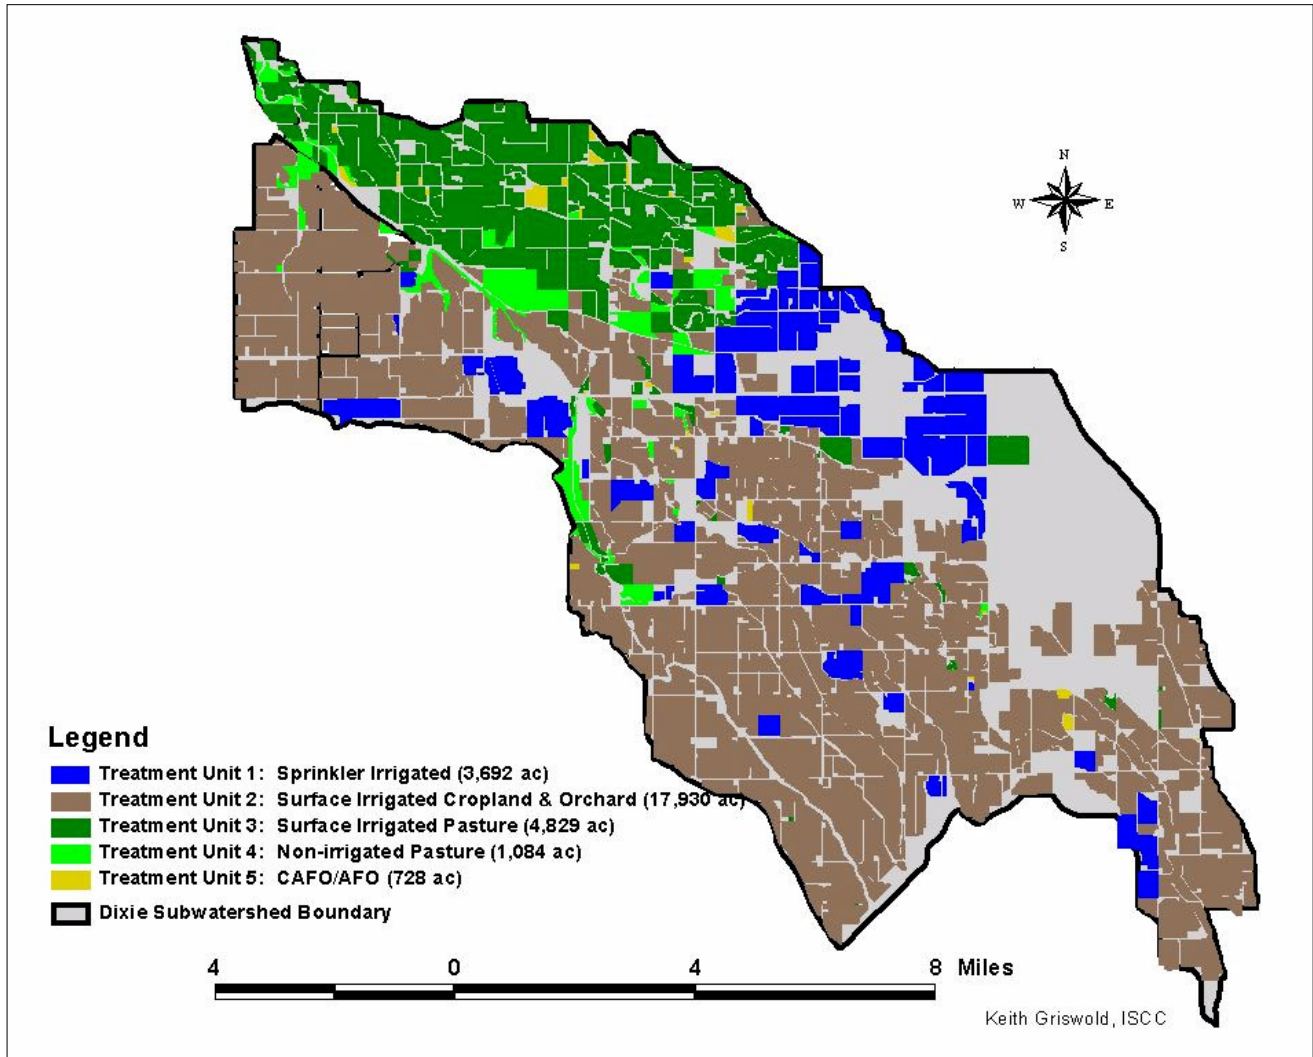 N
W E
S
Legend
Treatment Unit 1: Sprinkler Irrigated (3,692 ac)
Treatment Unit 2: Surface Irrigated Cropland & Orchard (17,930 ac)
Treatment Unit 3: Surface Irrigated Pasture (4,829 ac)
Treatment Unit 4: Non-irrigated Pasture (1,084 ac)
Treatment Unit 5: CAFO/AFO (728 ac)
Dixie Subwatershed Boundary
4 0 4 8 Miles
Keith Griswold, ISCC